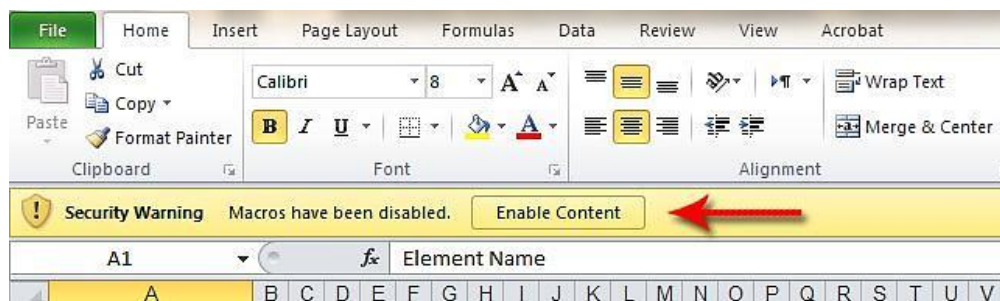 File Home Insert Page Layout Formulas Data Review View Acrobat
Cut
Calibri 8 A A Wrap Text
Copy
Paste
Format Painter
B I U A a Merge & Center
Clipboard Font Alignment
! Security Warning Macros have been disabled. Enable Content
A1 fx Element Name
A B C D E F G H I J K L M N O P Q R S T U V